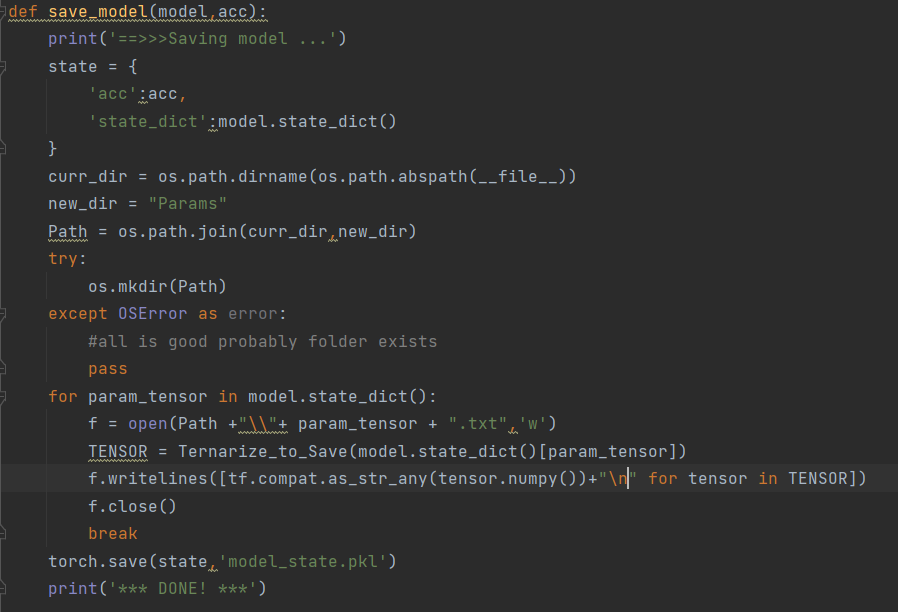 def save_model(model,acc):
    print('==>>>Saving model ...')
    state = {
        'acc':acc,
        'state_dict':model.state_dict()
    }
    curr_dir = os.path.dirname(os.path.abspath(__file__))
    new_dir = "Params"
    Path = os.path.join(curr_dir,new_dir)
    try:
        os.mkdir(Path)
    except OSError as error:
        #all is good probably folder exists
        pass
    for param_tensor in model.state_dict():
        f = open(Path +"\\"+ param_tensor + ".txt",'w')
        TENSOR = Ternarize_to_Save(model.state_dict()[param_tensor])
        f.writelines([tf.compat.as_str_any(tensor.numpy())+"\n" for tensor in TENSOR])
        f.close()
        break
    torch.save(state,'model_state.pkl')
    print('*** DONE! ***')